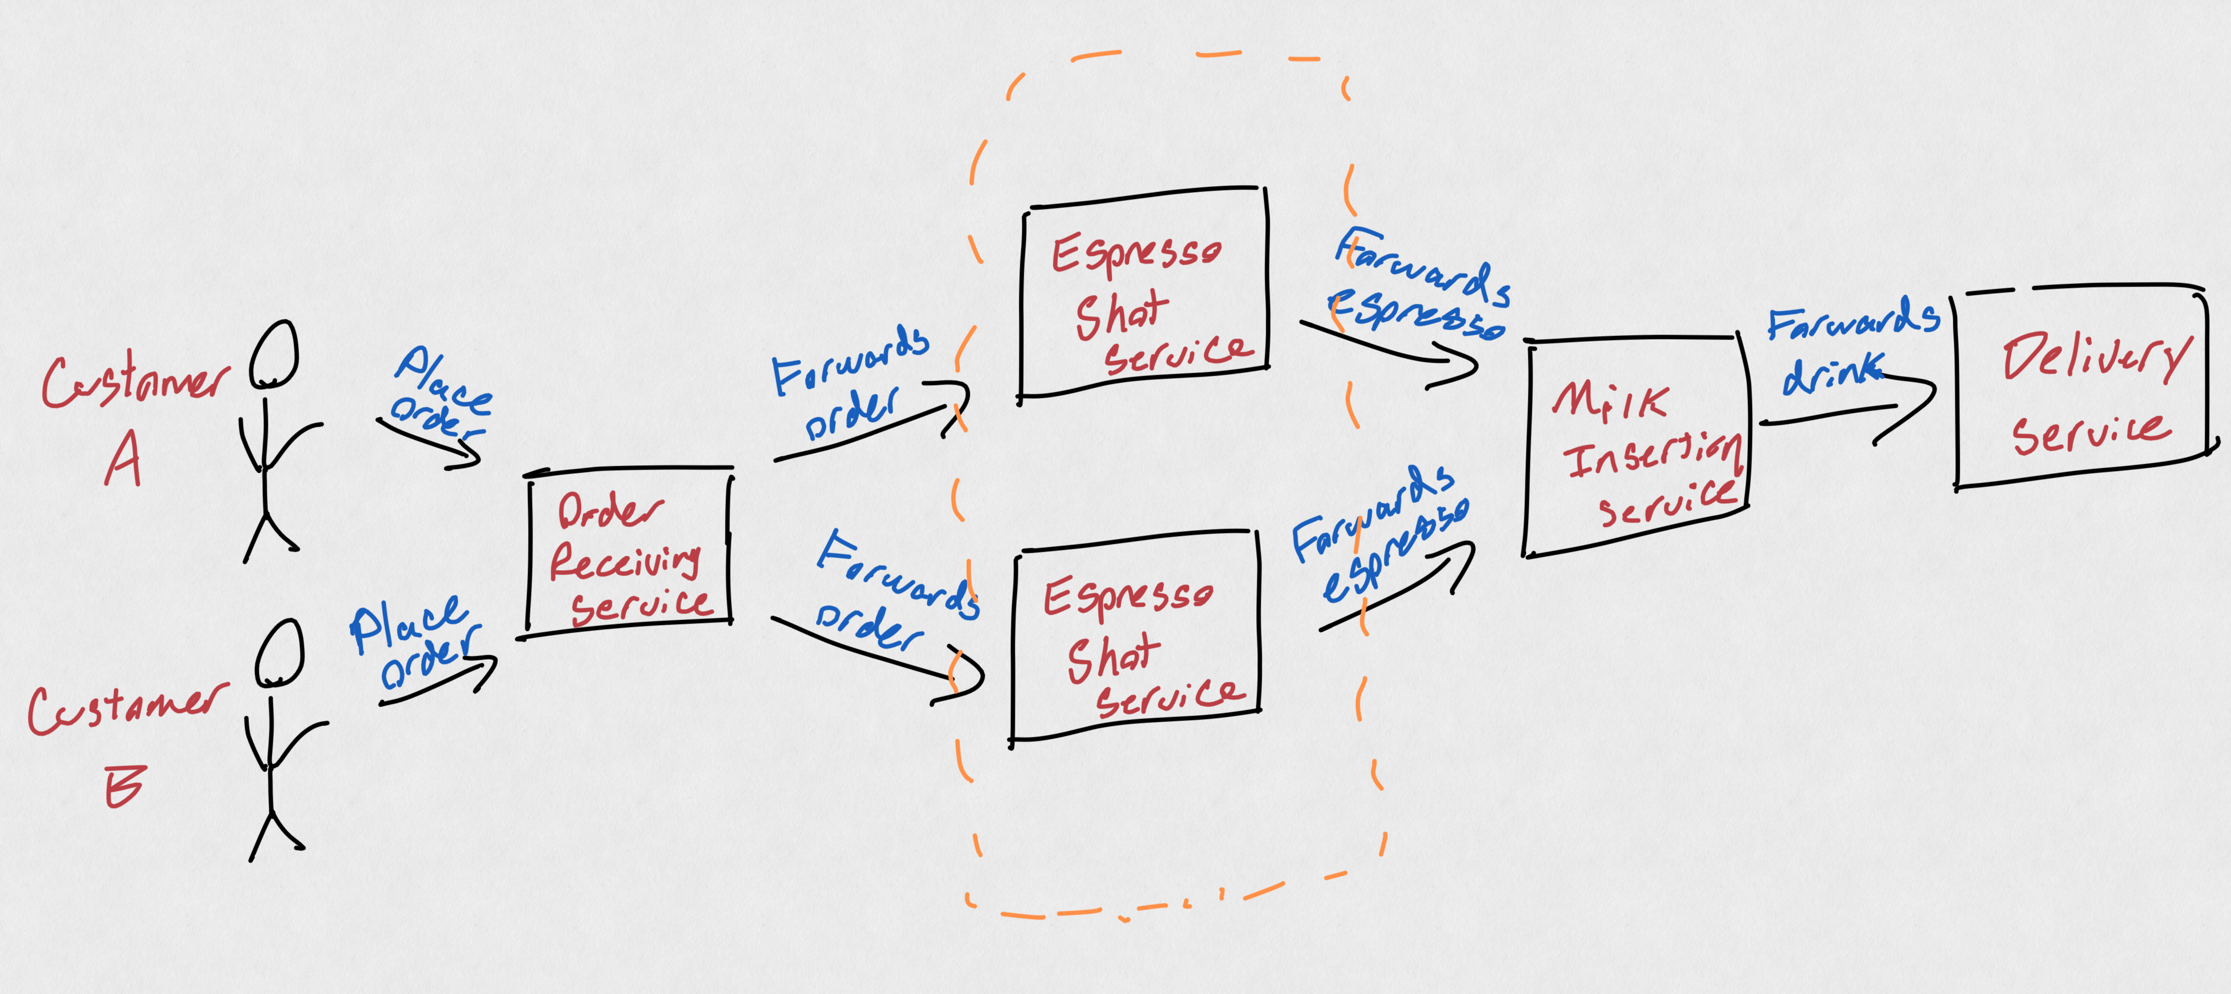 Customer
A
Place
order
Customer
B
Place
order
Order
Receiving
service
Forwards
order
Forwards
order
Espresso
Shot
service
Espresso
Shot
service
Forwards
espresso
Forwards
espresso
Milk
Insertion
service
Forwards
drink
Delivery
service